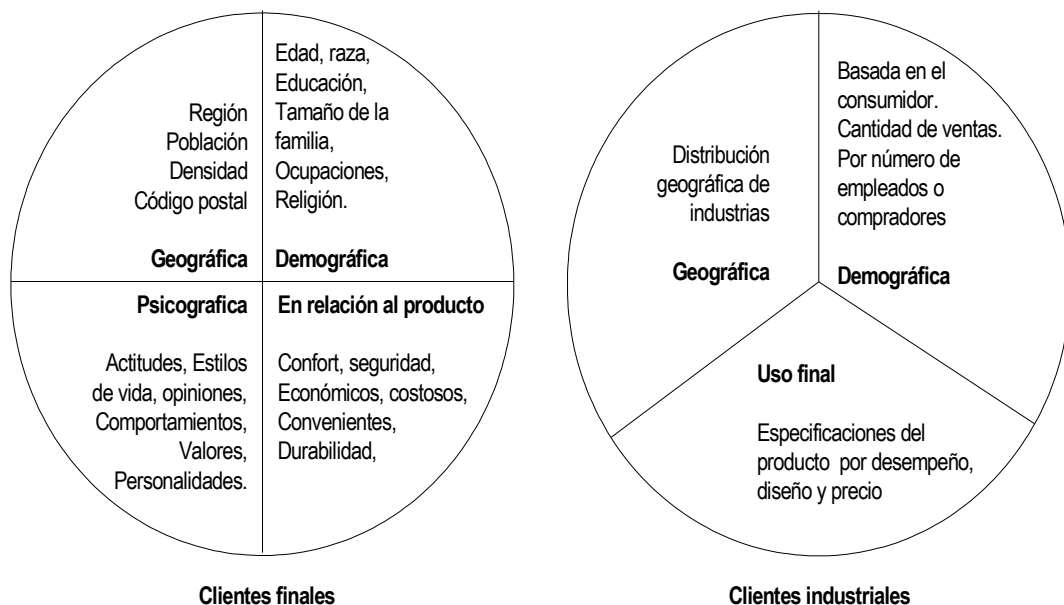 Región
Población
Densidad
Código postal
Geográfica
Edad, raza,
Educación,
Tamaño de la
familia,
Ocupaciones,
Religión.
Demográfica
Psicografica
Actitudes, Estilos
de vida, opiniones,
Comportamientos,
Valores,
Personalidades.
En relación al producto
Confort, seguridad,
Económicos, costosos,
Convenientes,
Durabilidad,
Clientes finales
Distribución
geográfica de
industrias
Geográfica
Basada en el
consumidor.
Cantidad de ventas.
Por número de
empleados o
compradores
Demográfica
Uso final
Especificaciones del
producto por desempeño,
diseño y precio
Clientes industriales